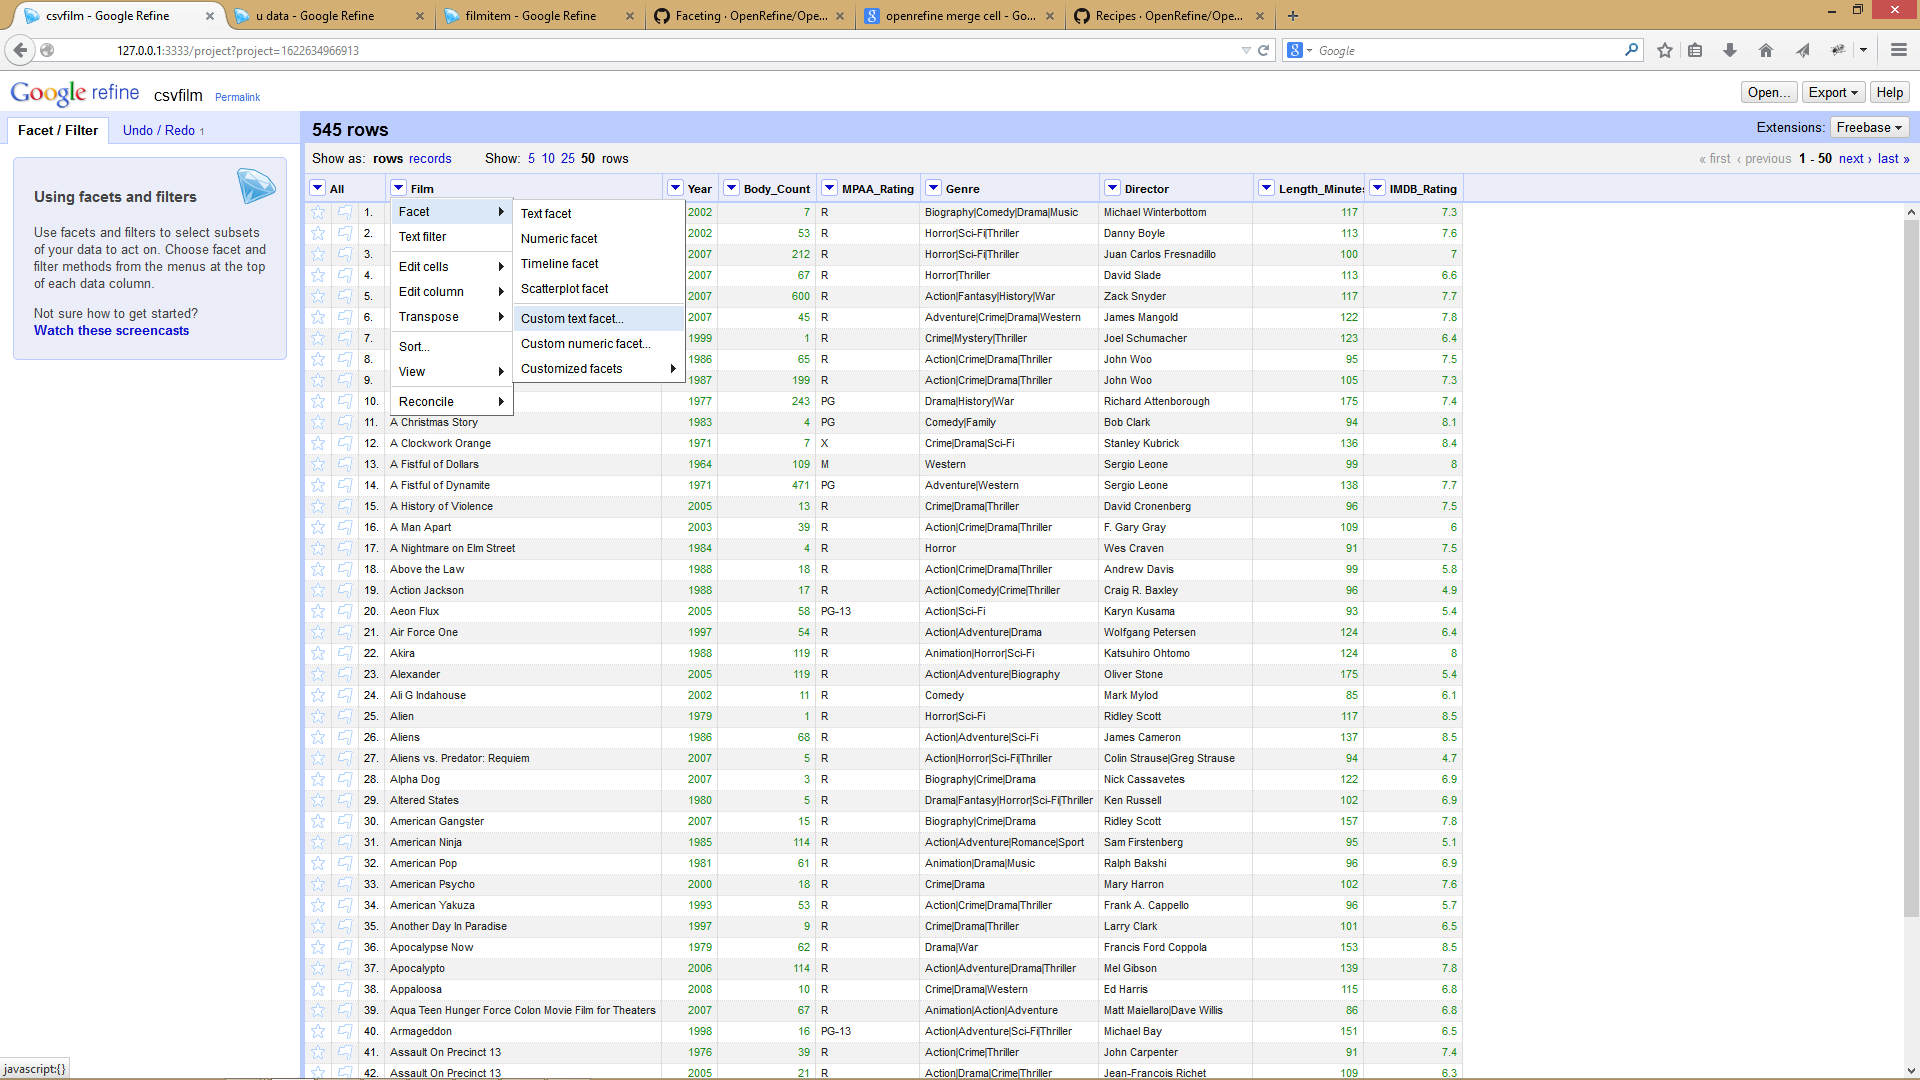 csvfilm - Google Refine
u data - Google Refine
filmitem - Google Refine
Faceting · OpenRefine/Ope...
openrefine merge cell - Go...
Recipes · OpenRefine/Ope...
127.0.0.1:3333/project?project=1622634966913
Google
Google refine csvfilm Permalink
Open... Export Help
Facet / Filter Undo / Redo 1
545 rows
Extensions: Freebase
Show as: rows records Show: 5 10 25 50 rows
« first ‹ previous 1 - 50 next › last »
Using facets and filters
Use facets and filters to select subsets
of your data to act on. Choose facet and
filter methods from the menus at the top
of each data column.
Not sure how to get started?
Watch these screencasts
All Film Year Body_Count MPAA_Rating Genre Director Length_Minutes IMDB_Rating
Facet
Text filter
Edit cells
Edit column
Transpose
Sort...
View
Reconcile
Text facet
Numeric facet
Timeline facet
Scatterplot facet
Custom text facet...
Custom numeric facet...
Customized facets
1. 2002 7 R Biography|Comedy|Drama|Music Michael Winterbottom 117 7.3
2. 2002 53 R Horror|Sci-Fi|Thriller Danny Boyle 113 7.6
3. 2007 212 R Horror|Sci-Fi|Thriller Juan Carlos Fresnadillo 100 7
4. 2007 67 R Horror|Thriller David Slade 113 6.6
5. 2007 600 R Action|Fantasy|History|War Zack Snyder 117 7.7
6. 2007 45 R Adventure|Crime|Drama|Western James Mangold 122 7.8
7. 1999 1 R Crime|Mystery|Thriller Joel Schumacher 123 6.4
8. 1986 65 R Action|Crime|Drama|Thriller John Woo 95 7.5
9. 1987 199 R Action|Crime|Drama|Thriller John Woo 105 7.3
10. 1977 243 PG Drama|History|War Richard Attenborough 175 7.4
11. A Christmas Story 1983 4 PG Comedy|Family Bob Clark 94 8.1
12. A Clockwork Orange 1971 7 X Crime|Drama|Sci-Fi Stanley Kubrick 136 8.4
13. A Fistful of Dollars 1964 109 M Western Sergio Leone 99 8
14. A Fistful of Dynamite 1971 471 PG Adventure|Western Sergio Leone 138 7.7
15. A History of Violence 2005 13 R Crime|Drama|Thriller David Cronenberg 96 7.5
16. A Man Apart 2003 39 R Action|Crime|Drama|Thriller F. Gary Gray 109 6
17. A Nightmare on Elm Street 1984 4 R Horror Wes Craven 91 7.5
18. Above the Law 1988 18 R Action|Crime|Drama|Thriller Andrew Davis 99 5.8
19. Action Jackson 1988 17 R Action|Comedy|Crime|Thriller Craig R. Baxley 96 4.9
20. Aeon Flux 2005 58 PG-13 Action|Sci-Fi Karyn Kusama 93 5.4
21. Air Force One 1997 54 R Action|Adventure|Drama Wolfgang Petersen 124 6.4
22. Akira 1988 119 R Animation|Horror|Sci-Fi Katsuhiro Ohtomo 124 8
23. Alexander 2005 119 R Action|Adventure|Biography Oliver Stone 175 5.4
24. Ali G Indahouse 2002 11 R Comedy Mark Mylod 85 6.1
25. Alien 1979 1 R Horror|Sci-Fi Ridley Scott 117 8.5
26. Aliens 1986 68 R Action|Adventure|Sci-Fi James Cameron 137 8.5
27. Aliens vs. Predator: Requiem 2007 5 R Action|Horror|Sci-Fi|Thriller Colin Strause|Greg Strause 94 4.7
28. Alpha Dog 2007 3 R Biography|Crime|Drama Nick Cassavetes 122 6.9
29. Altered States 1980 5 R Drama|Fantasy|Horror|Sci-Fi|Thriller Ken Russell 102 6.9
30. American Gangster 2007 15 R Biography|Crime|Drama Ridley Scott 157 7.8
31. American Ninja 1985 114 R Action|Adventure|Romance|Sport Sam Firstenberg 95 5.1
32. American Pop 1981 61 R Animation|Drama|Music Ralph Bakshi 96 6.9
33. American Psycho 2000 18 R Crime|Drama Mary Harron 102 7.6
34. American Yakuza 1993 53 R Action|Crime|Drama|Thriller Frank A. Cappello 96 5.7
35. Another Day In Paradise 1997 9 R Crime|Drama|Thriller Larry Clark 101 6.5
36. Apocalypse Now 1979 62 R Drama|War Francis Ford Coppola 153 8.5
37. Apocalypto 2006 114 R Action|Adventure|Drama|Thriller Mel Gibson 139 7.8
38. Appaloosa 2008 10 R Crime|Drama|Western Ed Harris 115 6.8
39. Aqua Teen Hunger Force Colon Movie Film for Theaters 2007 67 R Animation|Action|Adventure Matt Maiellaro|Dave Willis 86 6.8
40. Armageddon 1998 16 PG-13 Action|Adventure|Sci-Fi|Thriller Michael Bay 151 6.5
41. Assault On Precinct 13 1976 39 R Action|Crime|Thriller John Carpenter 91 7.4
42. Assault On Precinct 13 2005 21 R Action|Drama|Crime|Thriller Jean-Francois Richet 109 6.3
javascript:{}